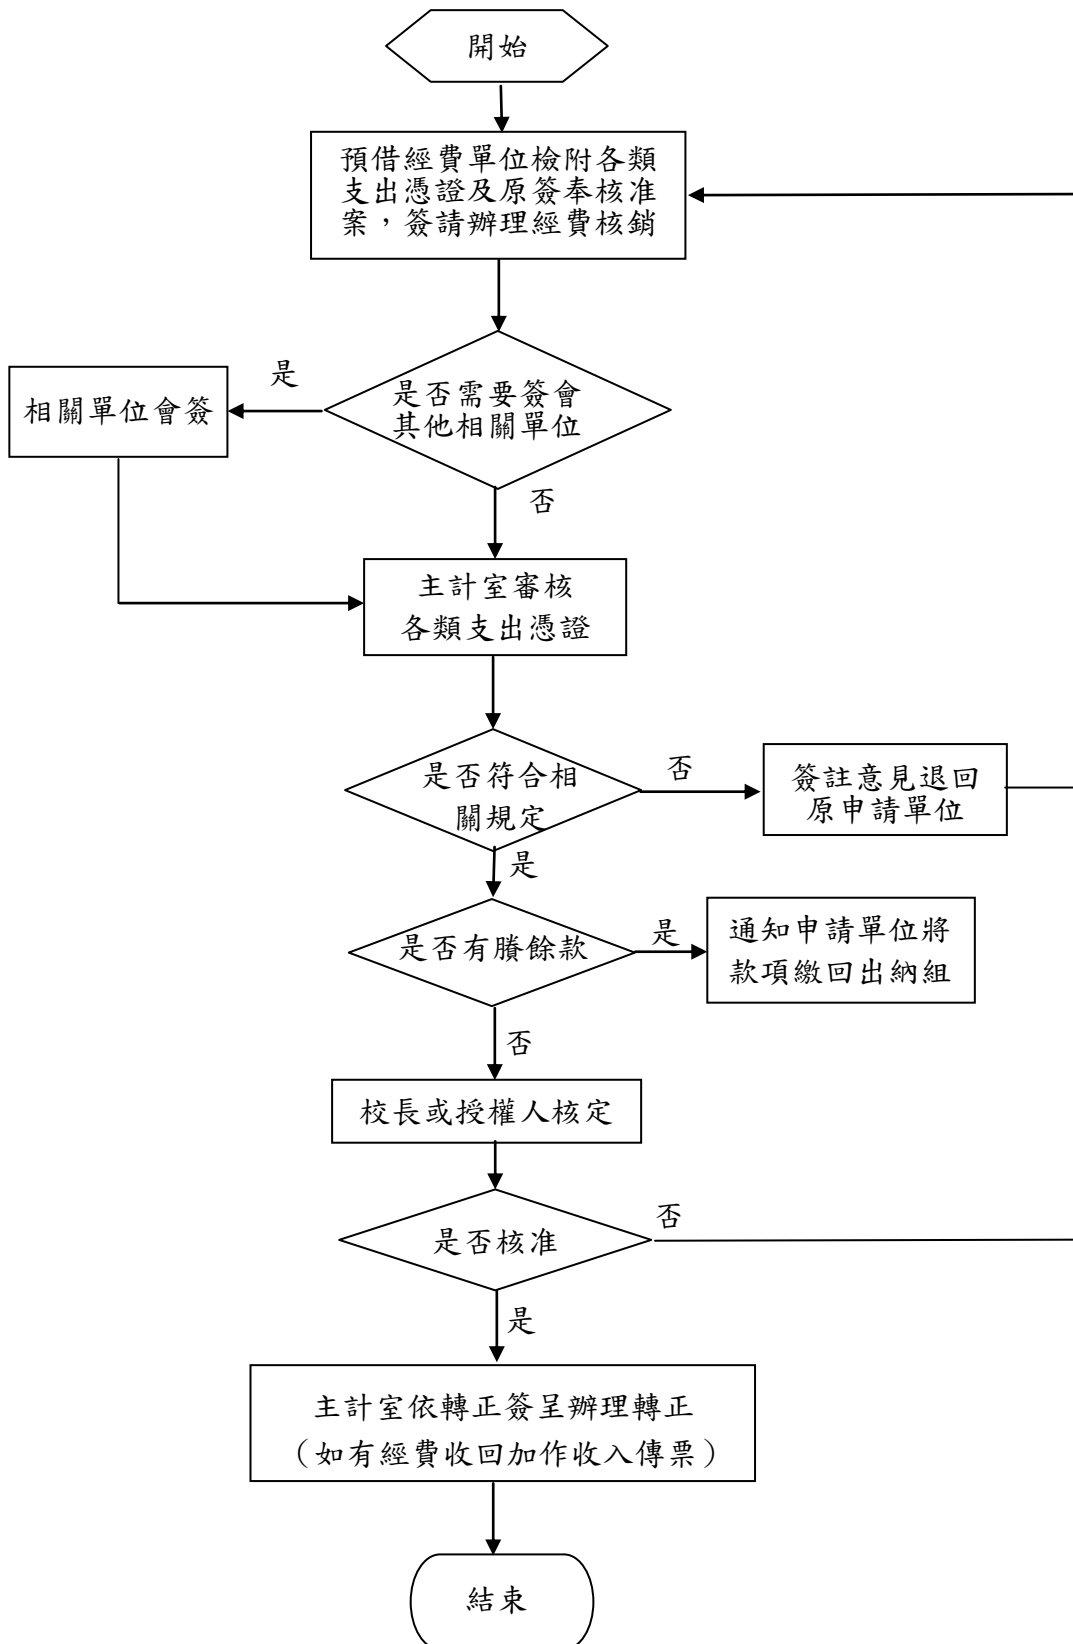 開始
預借經費單位檢附各類
支出憑證及原簽奉核准
案，簽請辦理經費核銷
是
是否需要簽會
其他相關單位
相關單位會簽
否
主計室審核
各類支出憑證
是否符合相
關規定
否
簽註意見退回
原申請單位
是
是否有賸餘款
是
通知申請單位將
款項繳回出納組
否
校長或授權人核定
是否核准
否
是
主計室依轉正簽呈辦理轉正
（如有經費收回加作收入傳票）
結束